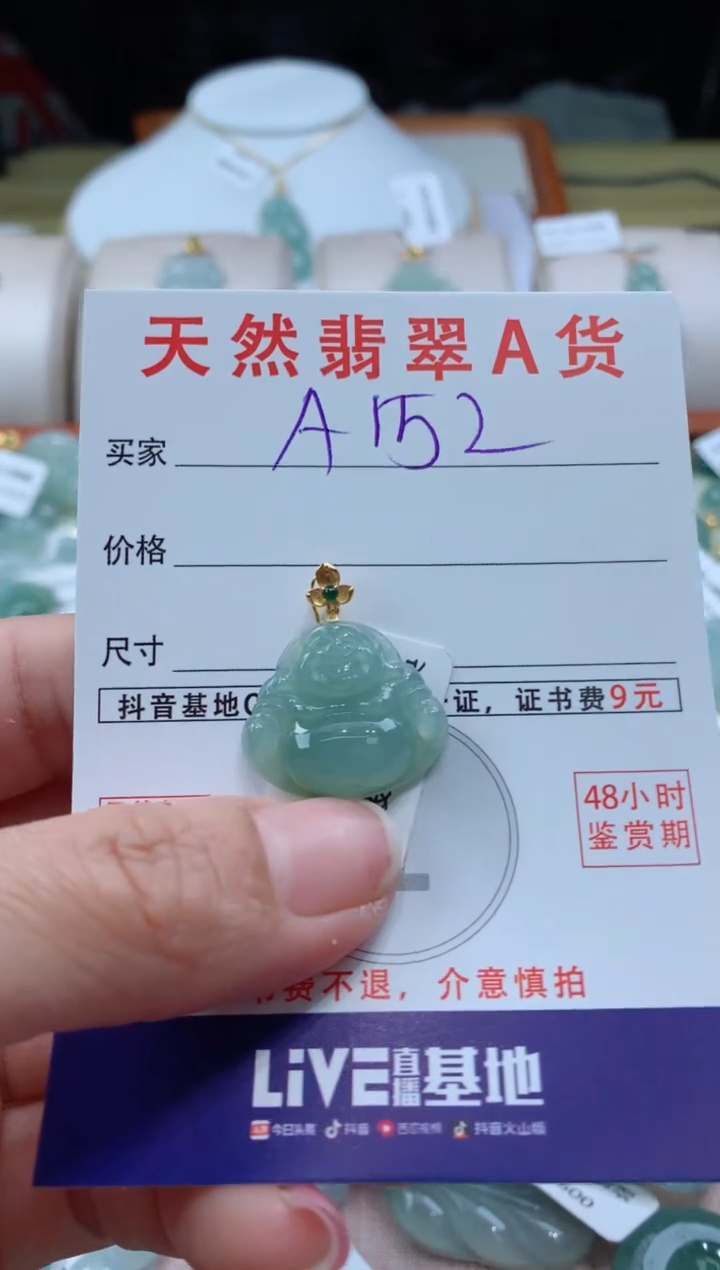 天然翡翠A货
买家 A152
价格
尺寸
抖音基地 证,证书费9元
48小时
鉴赏期
费不退,介意慎拍
LiVE直播基地
今日头条 抖音 西瓜视频 抖音火山版